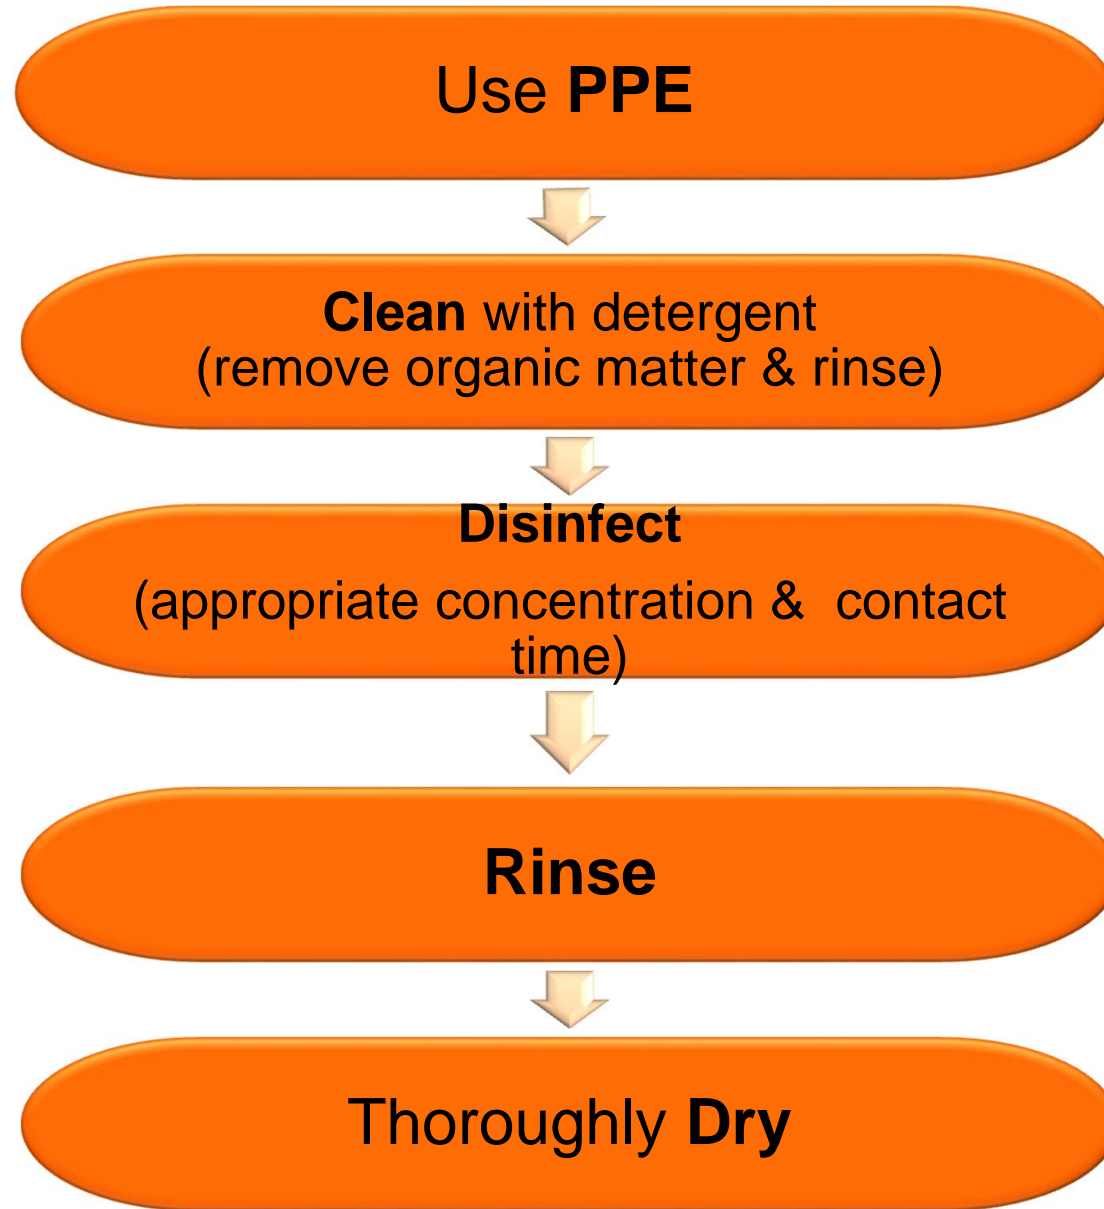 Use PPE
Clean with detergent
(remove organic matter & rinse)
Disinfect
(appropriate concentration &  contact
time)
Rinse
Thoroughly Dry